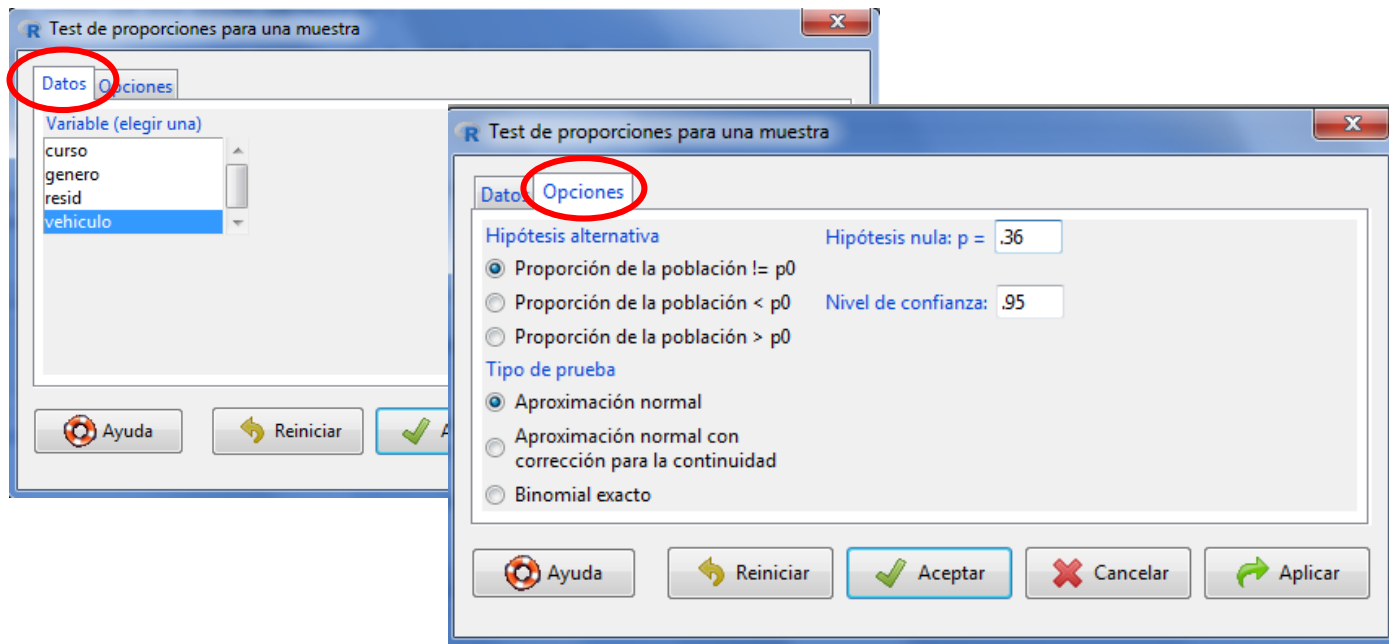 R Test de proporciones para una muestra
Datos Opciones
Variable (elegir una)
curso
genero
resid
vehiculo
Ayuda Reiniciar A
R Test de proporciones para una muestra
Datos Opciones
Hipótesis alternativa Hipótesis nula: p = .36
Proporción de la población != p0
Proporción de la población < p0 Nivel de confianza: .95
Proporción de la población > p0
Tipo de prueba
Aproximación normal
Aproximación normal con
corrección para la continuidad
Binomial exacto
Ayuda Reiniciar Aceptar Cancelar Aplicar